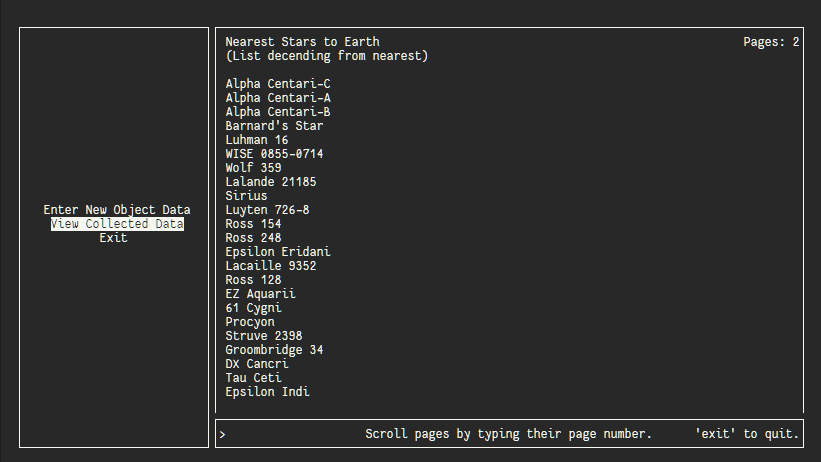 Enter New Object Data
View Collected Data
Exit
Nearest Stars to Earth
Pages: 2
(List decending from nearest)
Alpha Centari-C
Alpha Centari-A
Alpha Centari-B
Barnard's Star
Luhman 16
WISE 0855-0714
Wolf 359
Lalande 21185
Sirius
Luyten 726-8
Ross 154
Ross 248
Epsilon Eridani
Lacaille 9352
Ross 128
EZ Aquarii
61 Cygni
Procyon
Struve 2398
Groombridge 34
DX Cancri
Tau Ceti
Epsilon Indi
> Scroll pages by typing their page number. 'exit' to quit.